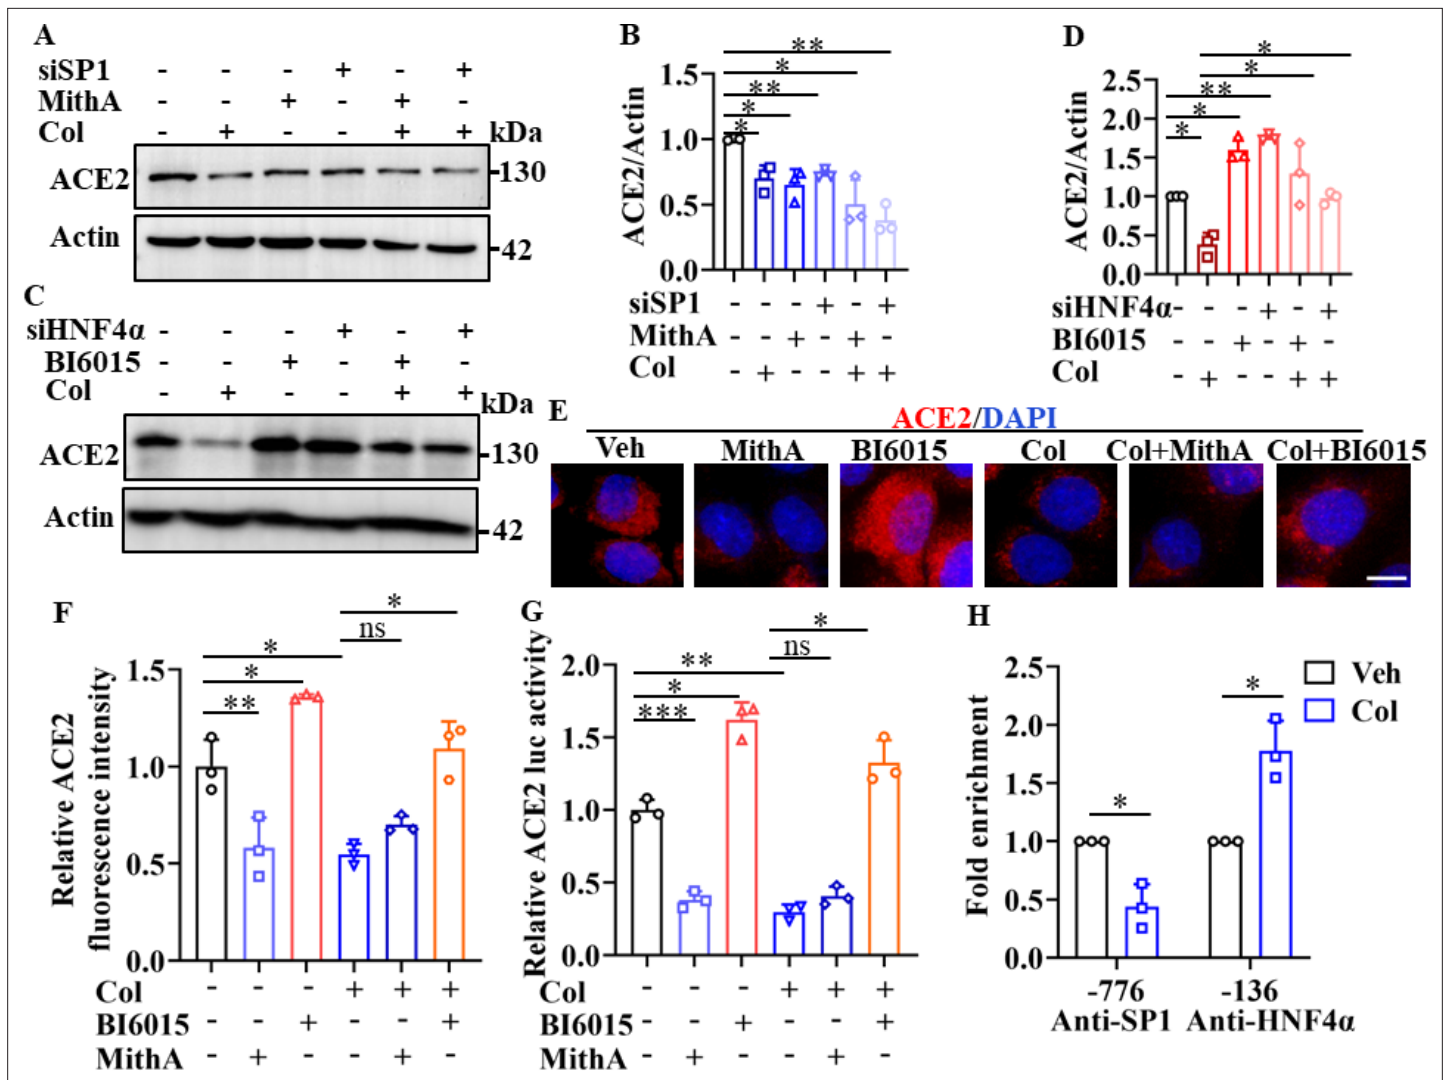 A
siSP1 - - - + - +
MithA - - + - + -
Col - + - - + + kDa
ACE2 -130
Actin -42
B
** 
*
**
*
*
ACE2/Actin
1.5
1.0
0.5
0.0
siSP1 - - - + - +
MithA - - + - + -
Col - + - - + +
C
siHNF4α - - - + - +
BI6015 - - + - + -
Col - + - - + + kDa
ACE2 -130
Actin -42
D
*
*
**
*
*
ACE2/Actin
2.5
2.0
1.5
1.0
0.5
0.0
siHNF4α - - - + - +
BI6015 - - + - + -
Col - + - - + +
E
ACE2/DAPI
Veh MithA BI6015 Col Col+MithA Col+BI6015
F
*
ns
*
*
**
Relative ACE2
fluorescence intensity
1.5
1.0
0.5
0.0
Col - - - + + +
BI6015 - - + - - +
MithA - + - - + -
G
*
ns
**
*
***
Relative ACE2 luc activity
2.0
1.5
1.0
0.5
0.0
Col - - - + + +
BI6015 - - + - - +
MithA - + - - + -
H
Veh
Col
*
*
Fold enrichment
2.5
2.0
1.5
1.0
0.5
0.0
-776 -136
Anti-SP1 Anti-HNF4α